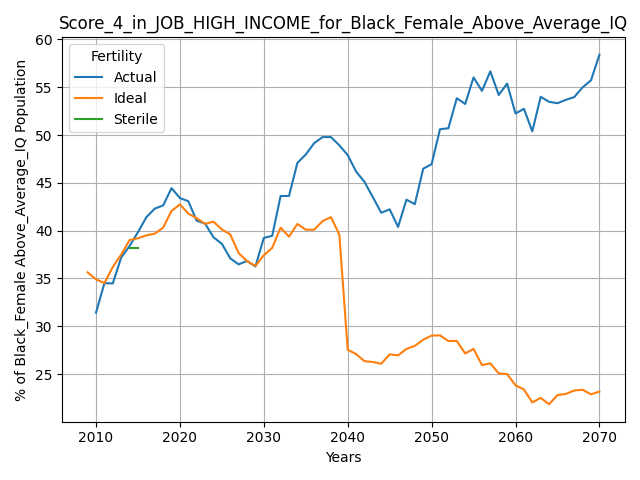 Score_4_in_JOB_HIGH_INCOME_for_Black_Female_Above_Average_IQ
% of Black_Female Above_Average_IQ Population
60
55
50
45
40
35
30
25
Fertility
Actual
Ideal
Sterile
2010 2020 2030 2040 2050 2060 2070
Years